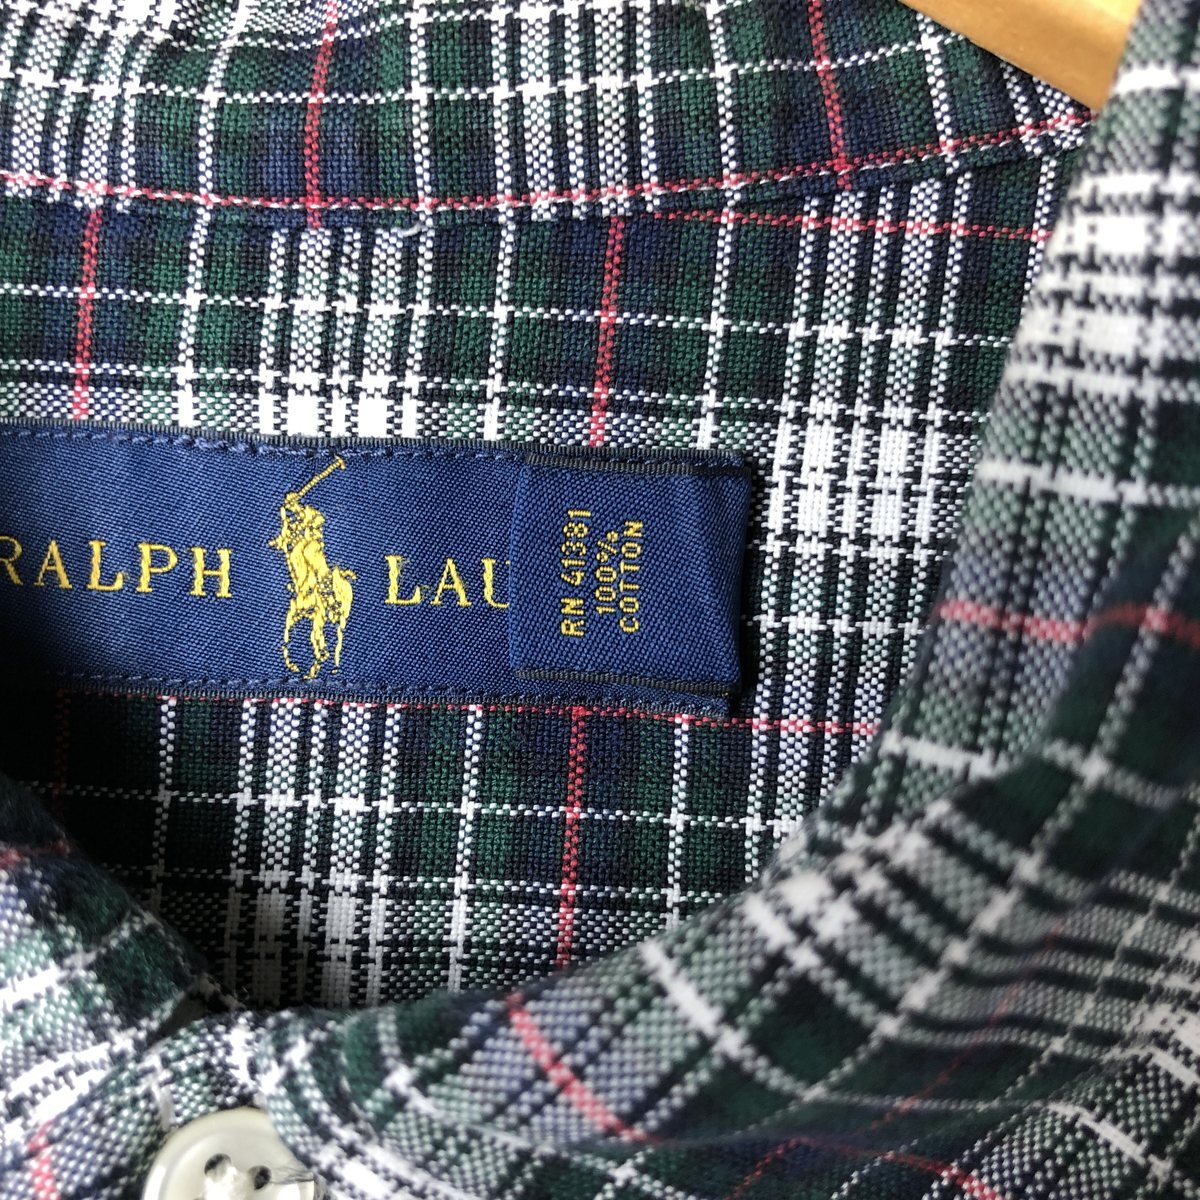 RALPH LAU
RN 41381
100%
COTTON